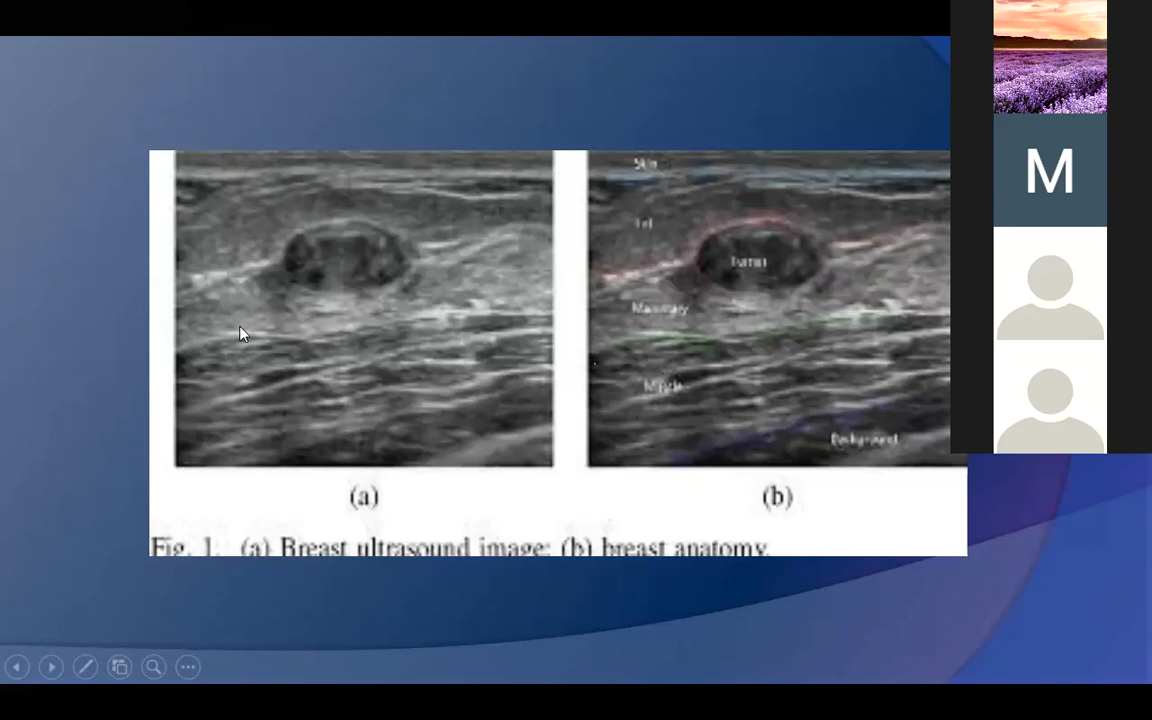 Skin
M
Fat
Tumor
Mammary
Muscle
Background
(a)
(b)
Fig. 1. (a) Breast ultrasound image; (b) breast anatomy.